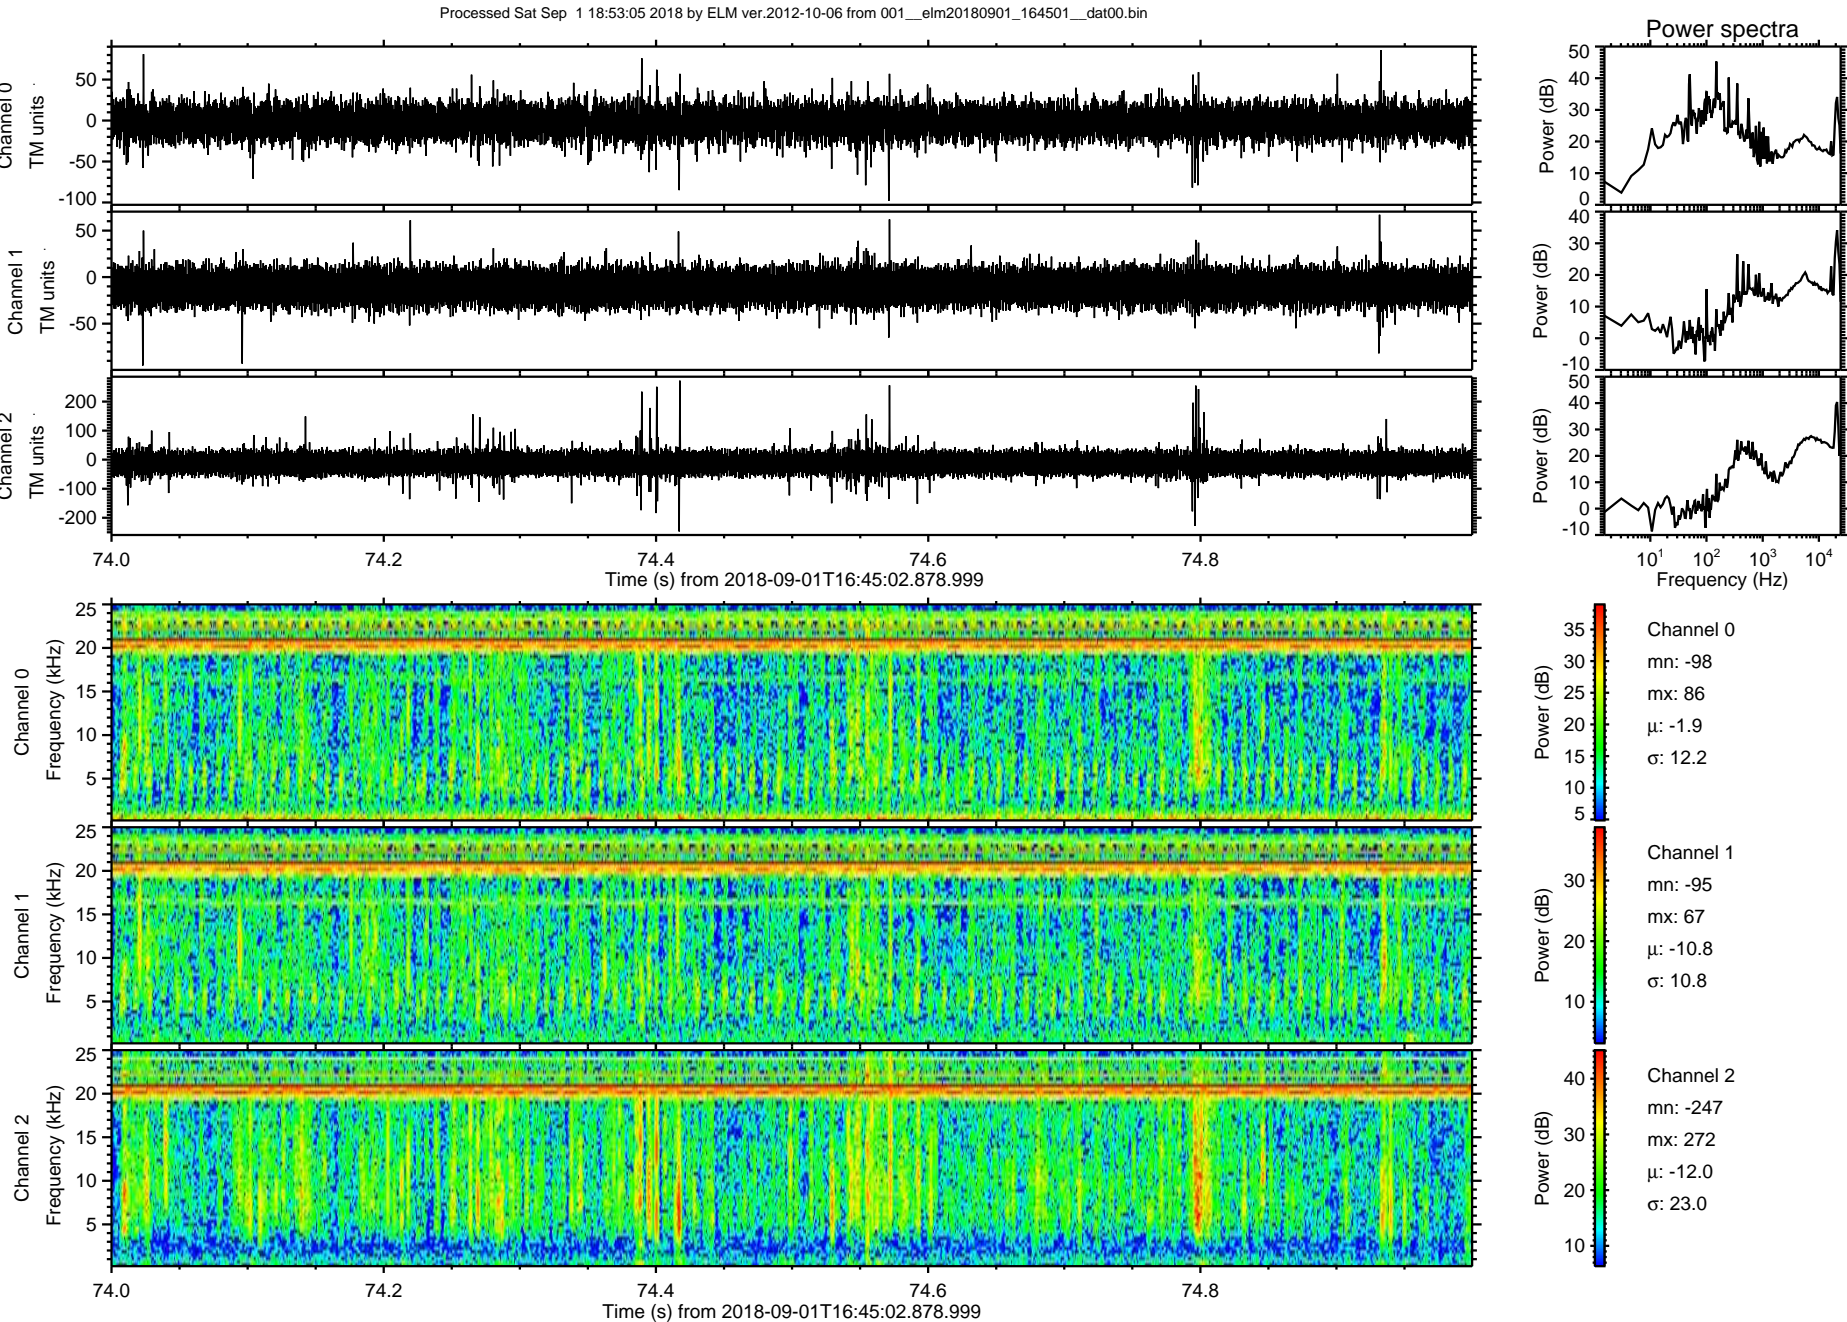 Processed Sat Sep  1 18:53:05 2018 by ELM ver.2012-10-06 from 001__elm20180901_164501__dat00.bin
Power spectra
Channel 0
TM units
50
0
-50
-100
Power (dB)
50
40
30
20
10
0
Channel 1
TM units
50
0
-50
Power (dB)
40
30
20
10
0
-10
Channel 2
TM units
200
100
0
-100
-200
Power (dB)
50
40
30
20
10
0
-10
74.0 74.2 74.4 74.6 74.8
Time (s) from 2018-09-01T16:45:02.878.999
10^1 10^2 10^3 10^4
Frequency (Hz)
Channel 0
Frequency (kHz)
25
20
15
10
5
Power (dB)
35
30
25
20
15
10
5
Channel 0
mn: -98
mx: 86
μ: -1.9
σ: 12.2
Channel 1
Frequency (kHz)
25
20
15
10
5
Power (dB)
30
20
10
Channel 1
mn: -95
mx: 67
μ: -10.8
σ: 10.8
Channel 2
Frequency (kHz)
25
20
15
10
5
Power (dB)
40
30
20
10
Channel 2
mn: -247
mx: 272
μ: -12.0
σ: 23.0
74.0 74.2 74.4 74.6 74.8
Time (s) from 2018-09-01T16:45:02.878.999